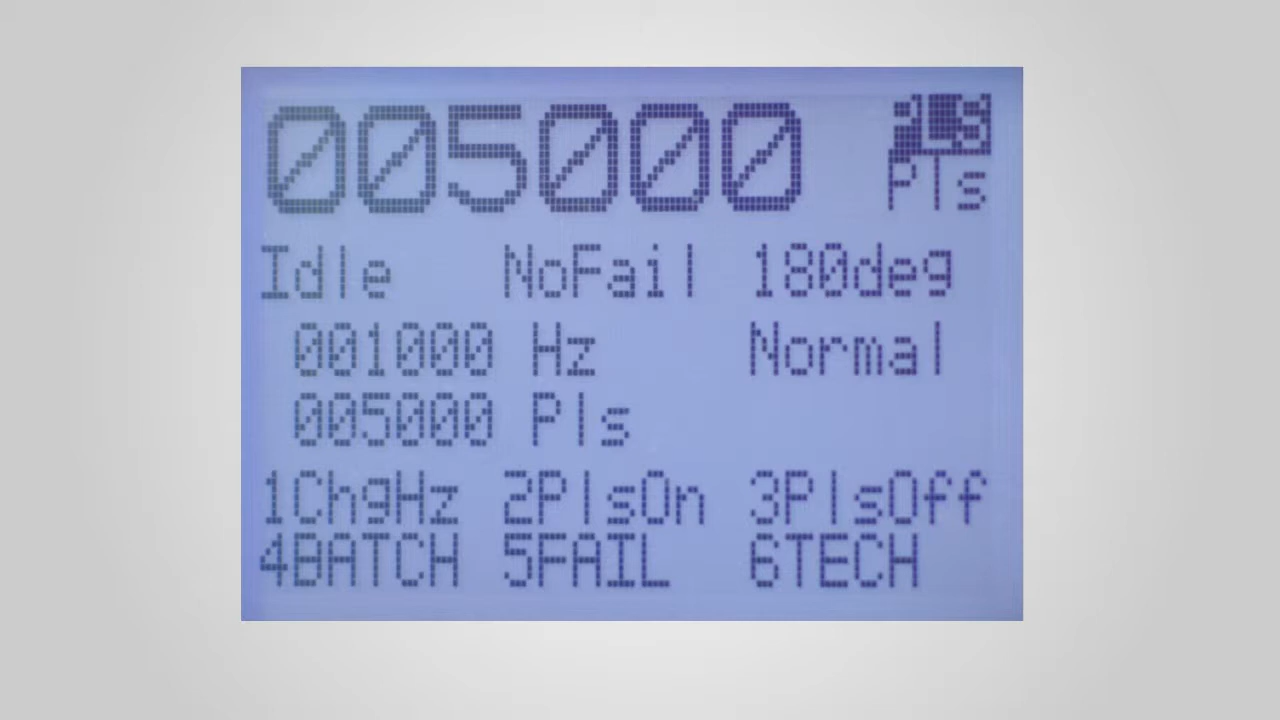 005000 Pls
Idle NoFail 180deg
001000 Hz Normal
005000 Pls
1ChgHz 2PlsOn 3PlsOff
4BATCH 5FAIL 6TECH